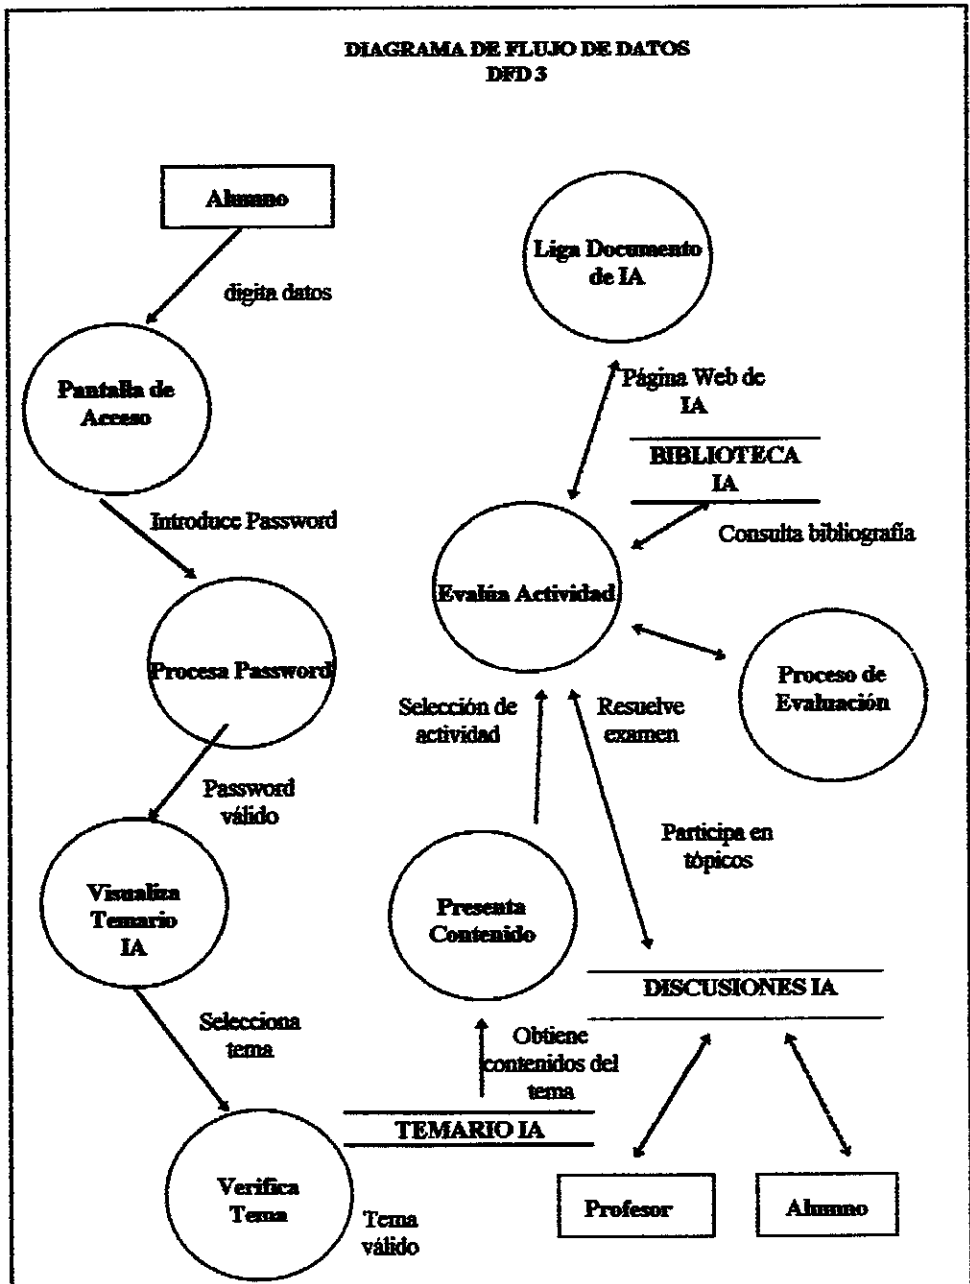 DIAGRAMA DE FLUJO DE DATOS
DFD 3
Alumno
digita datos
Pantalla de
Acceso
Introduce Password
Procesa Password
Password
válido
Visualiza
Temario
IA
Selecciona
tema
Verifica
Tema
Tema
válido
TEMARIO IA
Obtiene
contenidos del
tema
Presenta
Contenido
Selección de
actividad
Evalúa Actividad
Liga Documento
de IA
Página Web de
IA
BIBLIOTECA
IA
Consulta bibliografía
Proceso de
Evaluación
Resuelve
examen
Participa en
tópicos
DISCUSIONES IA
Profesor
Alumno